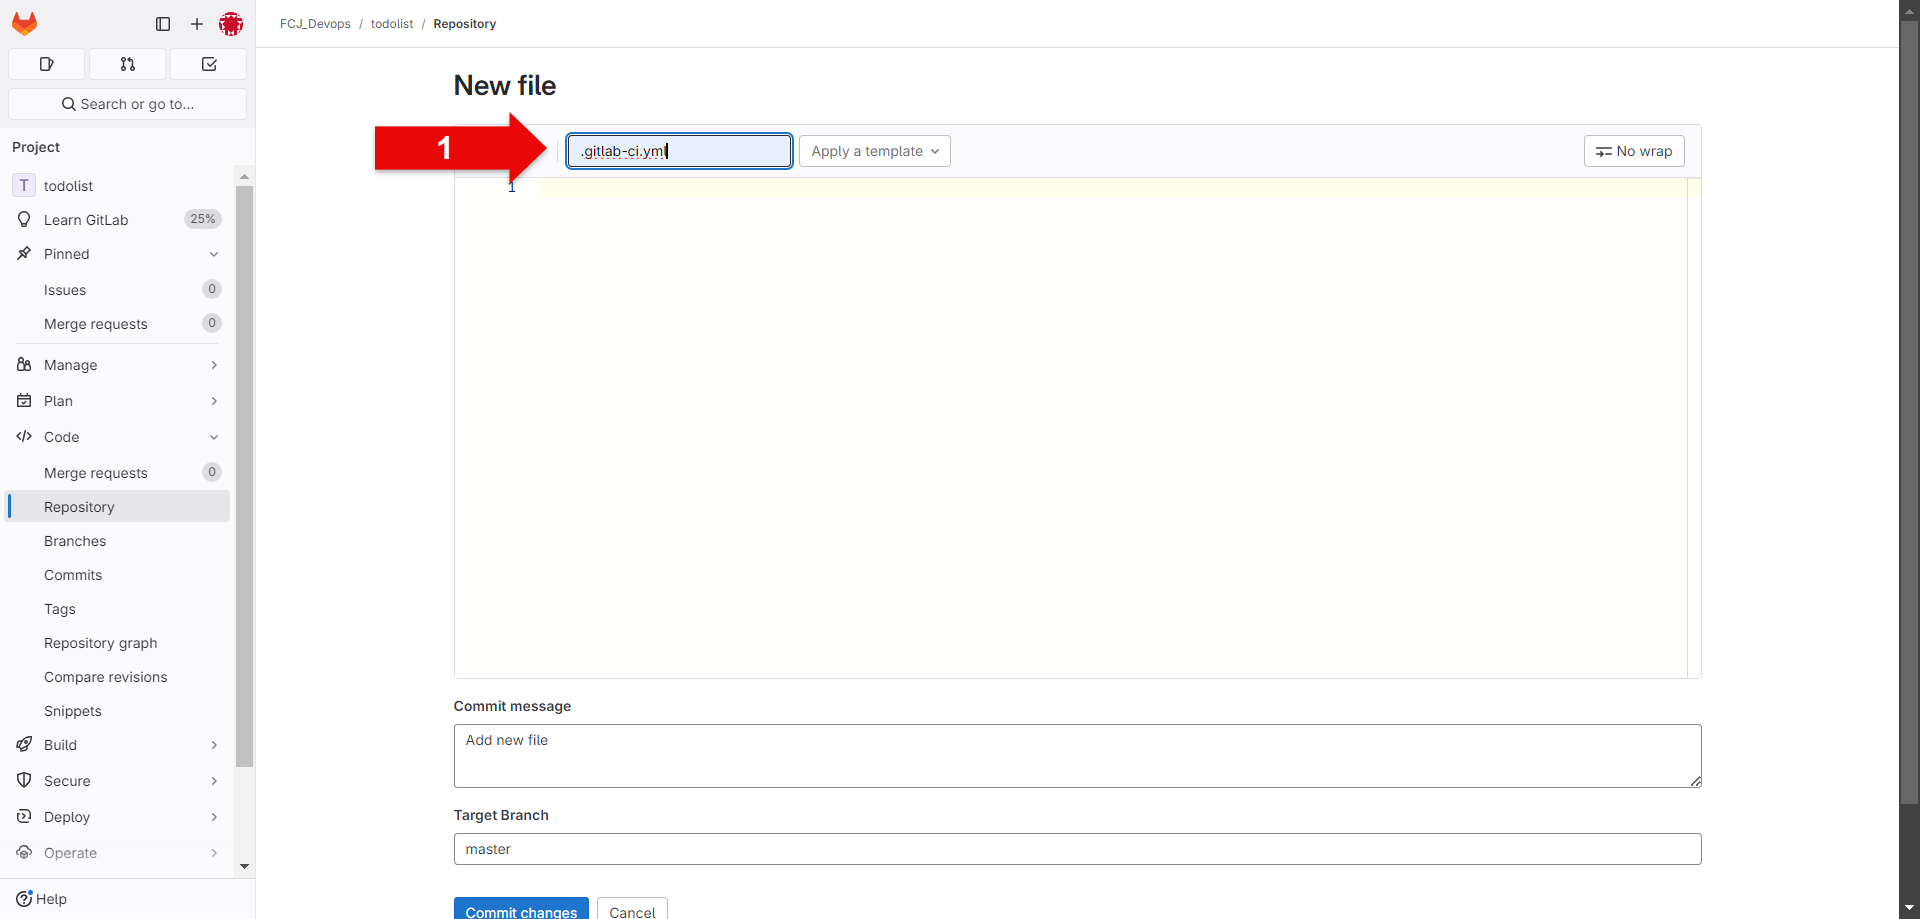 FCJ_Devops / todolist / Repository
Search or go to...
Project
T todolist
Learn GitLab 25%
Pinned
Issues 0
Merge requests 0
Manage
Plan
Code
Merge requests 0
Repository
Branches
Commits
Tags
Repository graph
Compare revisions
Snippets
Build
Secure
Deploy
Operate
Help
New file
1
.gitlab-ci.yml
Apply a template
No wrap
1
Commit message
Add new file
Target Branch
master
Commit changes
Cancel